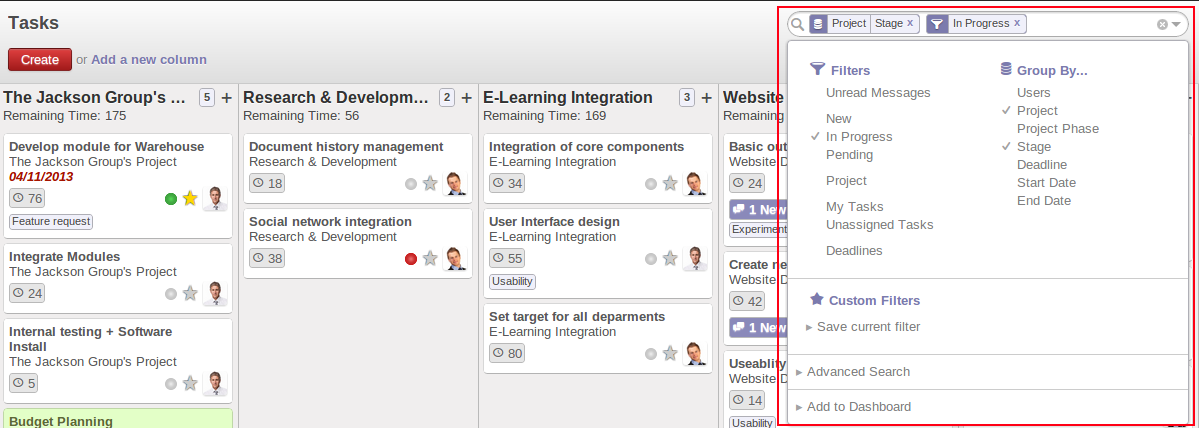 Tasks
Create or Add a new column
Project Stage x In Progress x
The Jackson Group's ... 5 +
Remaining Time: 175
Develop module for Warehouse
The Jackson Group's Project
04/11/2013
76
Feature request
Integrate Modules
The Jackson Group's Project
24
Internal testing + Software
Install
The Jackson Group's Project
5
Budget Planning
Research & Developm... 2 +
Remaining Time: 56
Document history management
Research & Development
18
Social network integration
Research & Development
38
E-Learning Integration 3 +
Remaining Time: 169
Integration of core components
E-Learning Integration
34
User Interface design
E-Learning Integration
55
Usability
Set target for all deparments
E-Learning Integration
80
Website
Remaining
Basic out
Website D
24
1 New
Experiment
Create ne
Website D
42
1 New
Useablity
Website D
14
Usability
Filters
Unread Messages
New
In Progress
Pending
Project
My Tasks
Unassigned Tasks
Deadlines
Group By...
Users
Project
Project Phase
Stage
Deadline
Start Date
End Date
Custom Filters
Save current filter
Advanced Search
Add to Dashboard